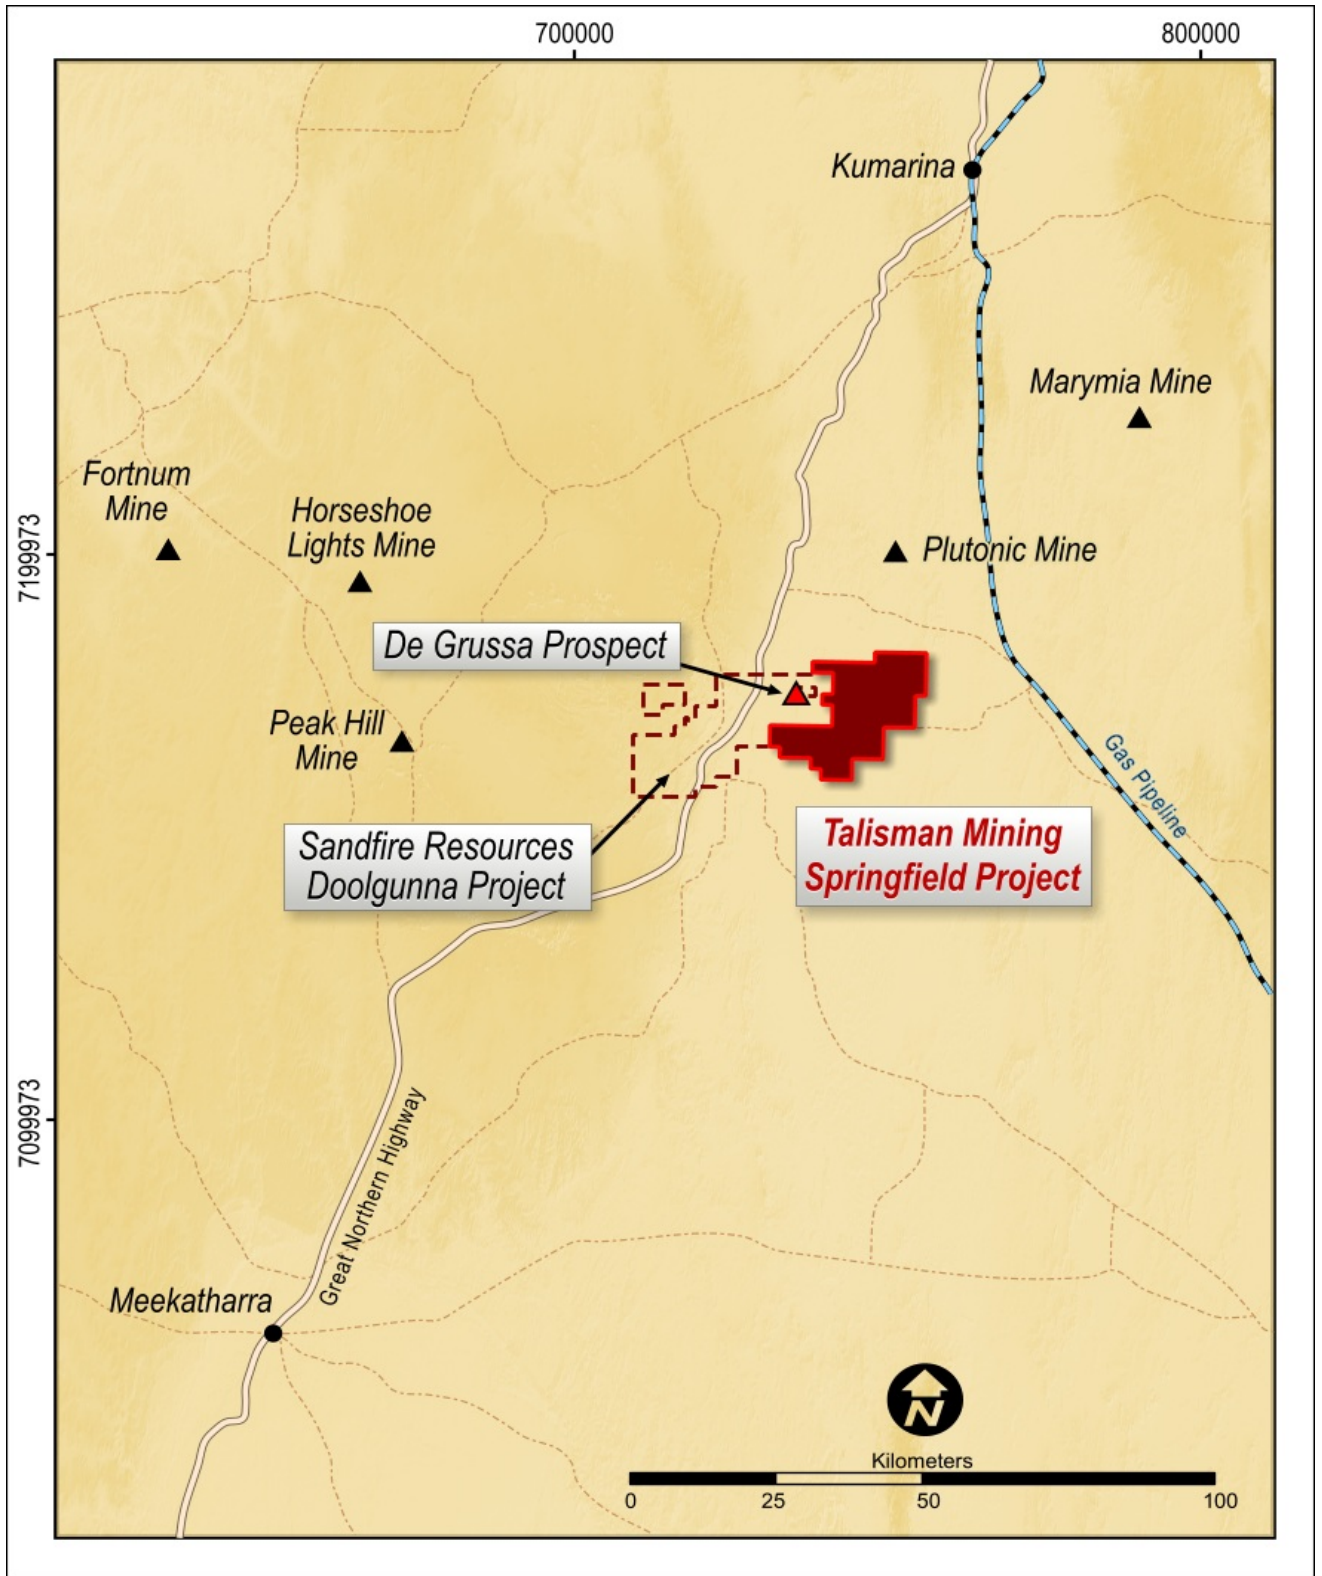 700000
800000
Kumarina
Marymia Mine
Fortnum
Mine
Horseshoe
Lights Mine
7199973
Plutonic Mine
De Grussa Prospect
Peak Hill
Mine
Gas Pipeline
Sandfire Resources
Doolgunna Project
Talisman Mining
Springfield Project
7099973
Great Northern Highway
Meekatharra
N
Kilometers
0 25 50 100